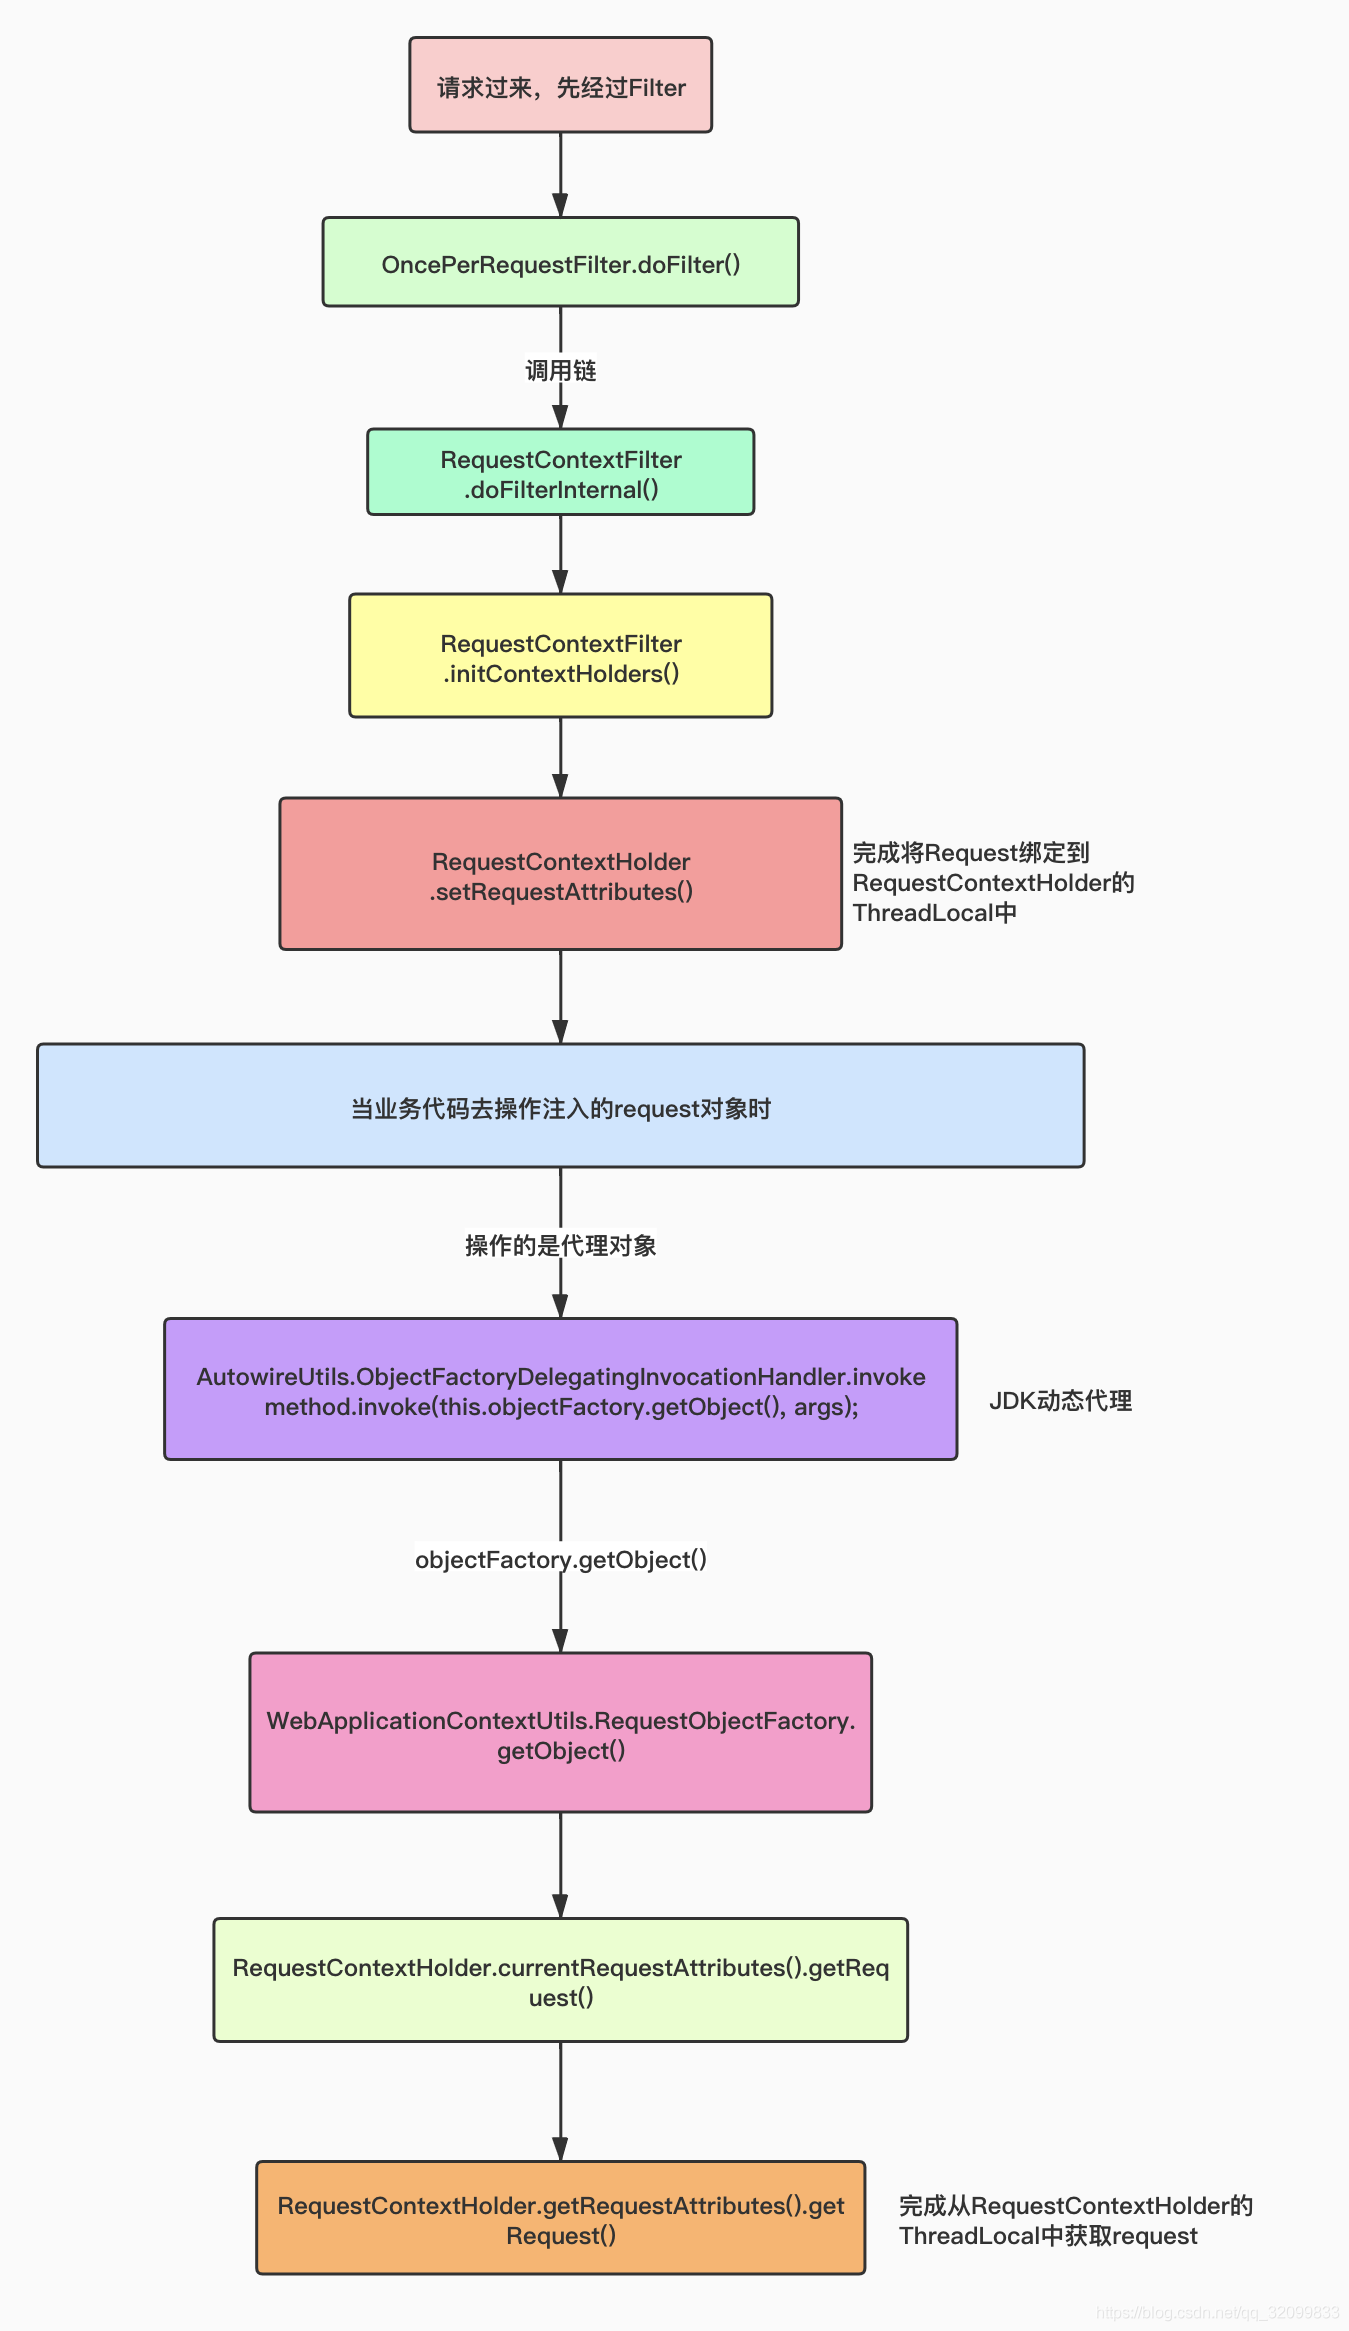 请求过来，先经过Filter
OncePerRequestFilter.doFilter()
调用链
RequestContextFilter
.doFilterInternal()
RequestContextFilter
.initContextHolders()
RequestContextHolder
.setRequestAttributes()
完成将Request绑定到
RequestContextHolder的
ThreadLocal中
当业务代码去操作注入的request对象时
操作的是代理对象
AutowireUtils.ObjectFactoryDelegatingInvocationHandler.invoke
method.invoke(this.objectFactory.getObject(), args);
JDK动态代理
objectFactory.getObject()
WebApplicationContextUtils.RequestObjectFactory.
getObject()
RequestContextHolder.currentRequestAttributes().getReq
uest()
RequestContextHolder.getRequestAttributes().get
Request()
完成从RequestContextHolder的
ThreadLocal中获取request
https://blog.csdn.net/qq_32099833